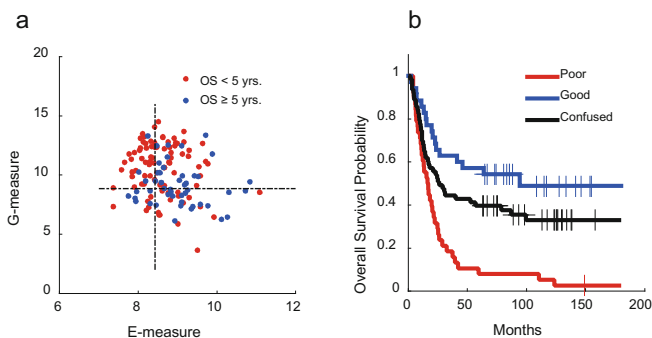 a
G-measure
20
15
10
5
0
6
8
10
12
E-measure
OS < 5 yrs.
OS ≥ 5 yrs.
b
Overall Survival Probability
1
0.8
0.6
0.4
0.2
0
0
50
100
150
200
Months
Poor
Good
Confused